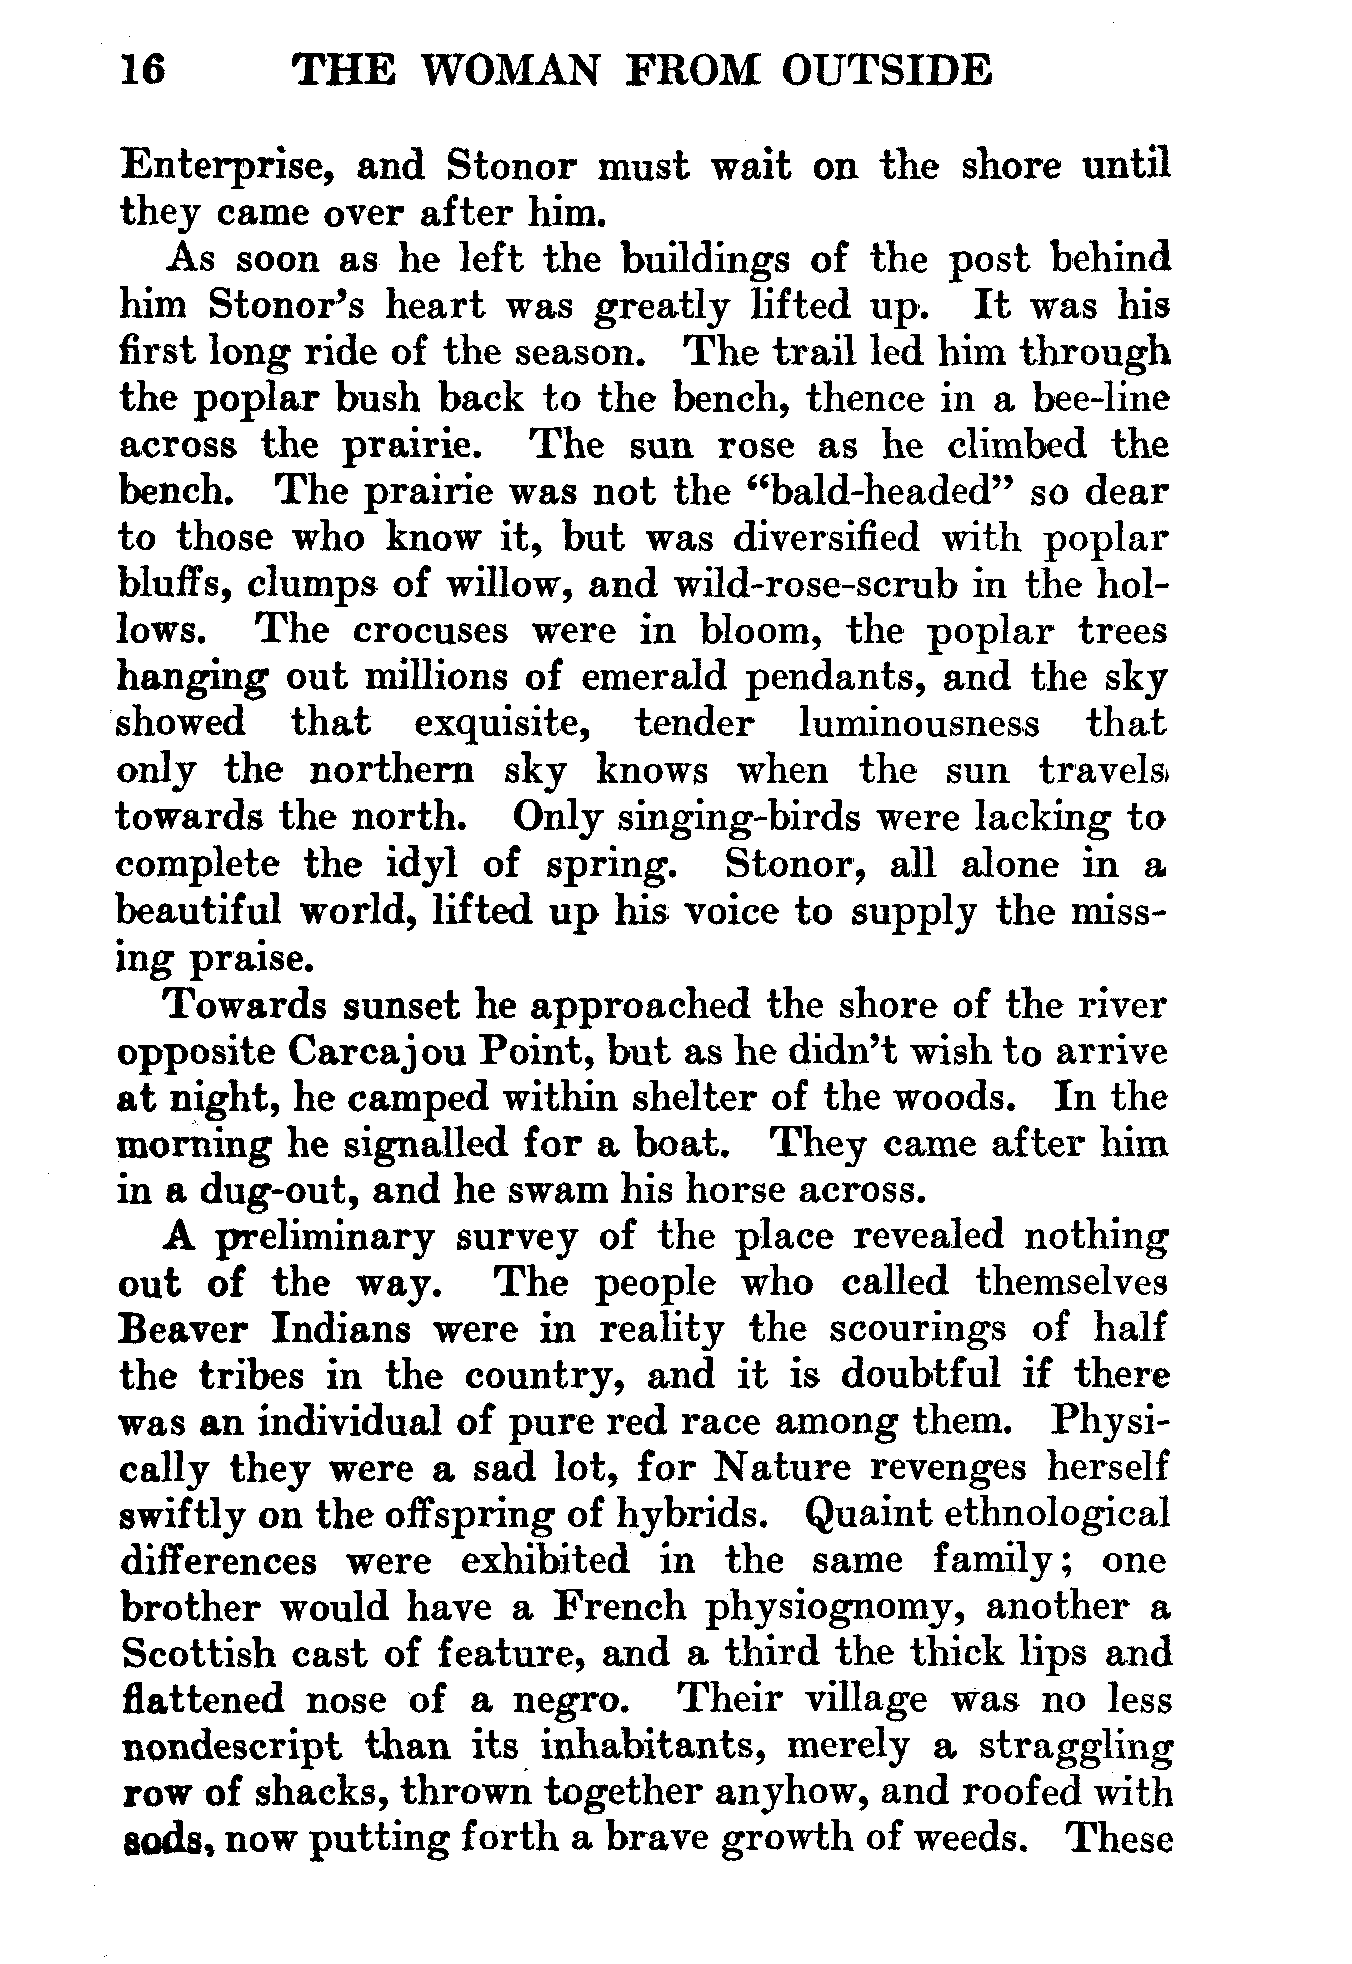 16 THE WOMAN FROM OUTSIDE
Enterprise, and Stonor must wait on the shore until
they came over after him.
As soon as he left the buildings of the post behind
him Stonor's heart was greatly lifted up. It was his
first long ride of the season. The trail led him through
the poplar bush back to the bench, thence in a bee-line
across the prairie. The sun rose as he climbed the
bench. The prairie was not the “bald-headed” so dear
to those who know it, but was diversified with poplar
bluffs, clumps of willow, and wild-rose-scrub in the hol-
lows. The crocuses were in bloom, the poplar trees
hanging out millions of emerald pendants, and the sky
showed that exquisite, tender luminousness that
only the northern sky knows when the sun travels
towards the north. Only singing-birds were lacking to
complete the idyl of spring. Stonor, all alone in a
beautiful world, lifted up his voice to supply the miss-
ing praise.
Towards sunset he approached the shore of the river
opposite Carcajou Point, but as he didn't wish to arrive
at night, he camped within shelter of the woods. In the
morning he signalled for a boat. They came after him
in a dug-out, and he swam his horse across.
A preliminary survey of the place revealed nothing
out of the way. The people who called themselves
Beaver Indians were in reality the scourings of half
the tribes in the country, and it is doubtful if there
was an individual of pure red race among them. Physi-
cally they were a sad lot, for Nature revenges herself
swiftly on the offspring of hybrids. Quaint ethnological
differences were exhibited in the same family; one
brother would have a French physiognomy, another a
Scottish cast of feature, and a third the thick lips and
flattened nose of a negro. Their village was no less
nondescript than its inhabitants, merely a straggling
row of shacks, thrown together anyhow, and roofed with
sods, now putting forth a brave growth of weeds. These